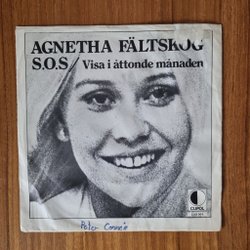 AGNETHA FÄLTSKOG
S.O.S / Visa i åttonde månaden
CUPOL